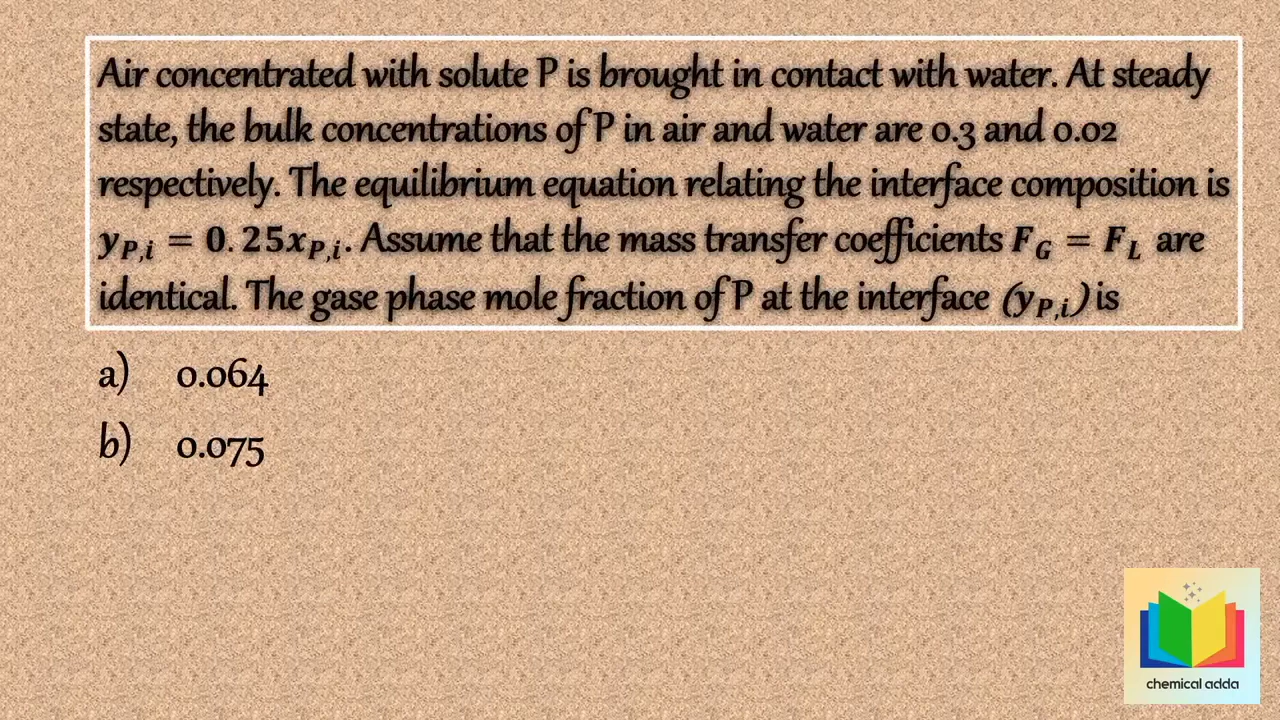 Air concentrated with solute P is brought in contact with water. At steady
state, the bulk concentrations of P in air and water are 0.3 and 0.02
respectively. The equilibrium equation relating the interface composition is
y_{P,i} = 0.25x_{P,i}. Assume that the mass transfer coefficients F_G = F_L are
identical. The gase phase mole fraction of P at the interface (y_{P,i}) is
a) 0.064
b) 0.075
chemical adda